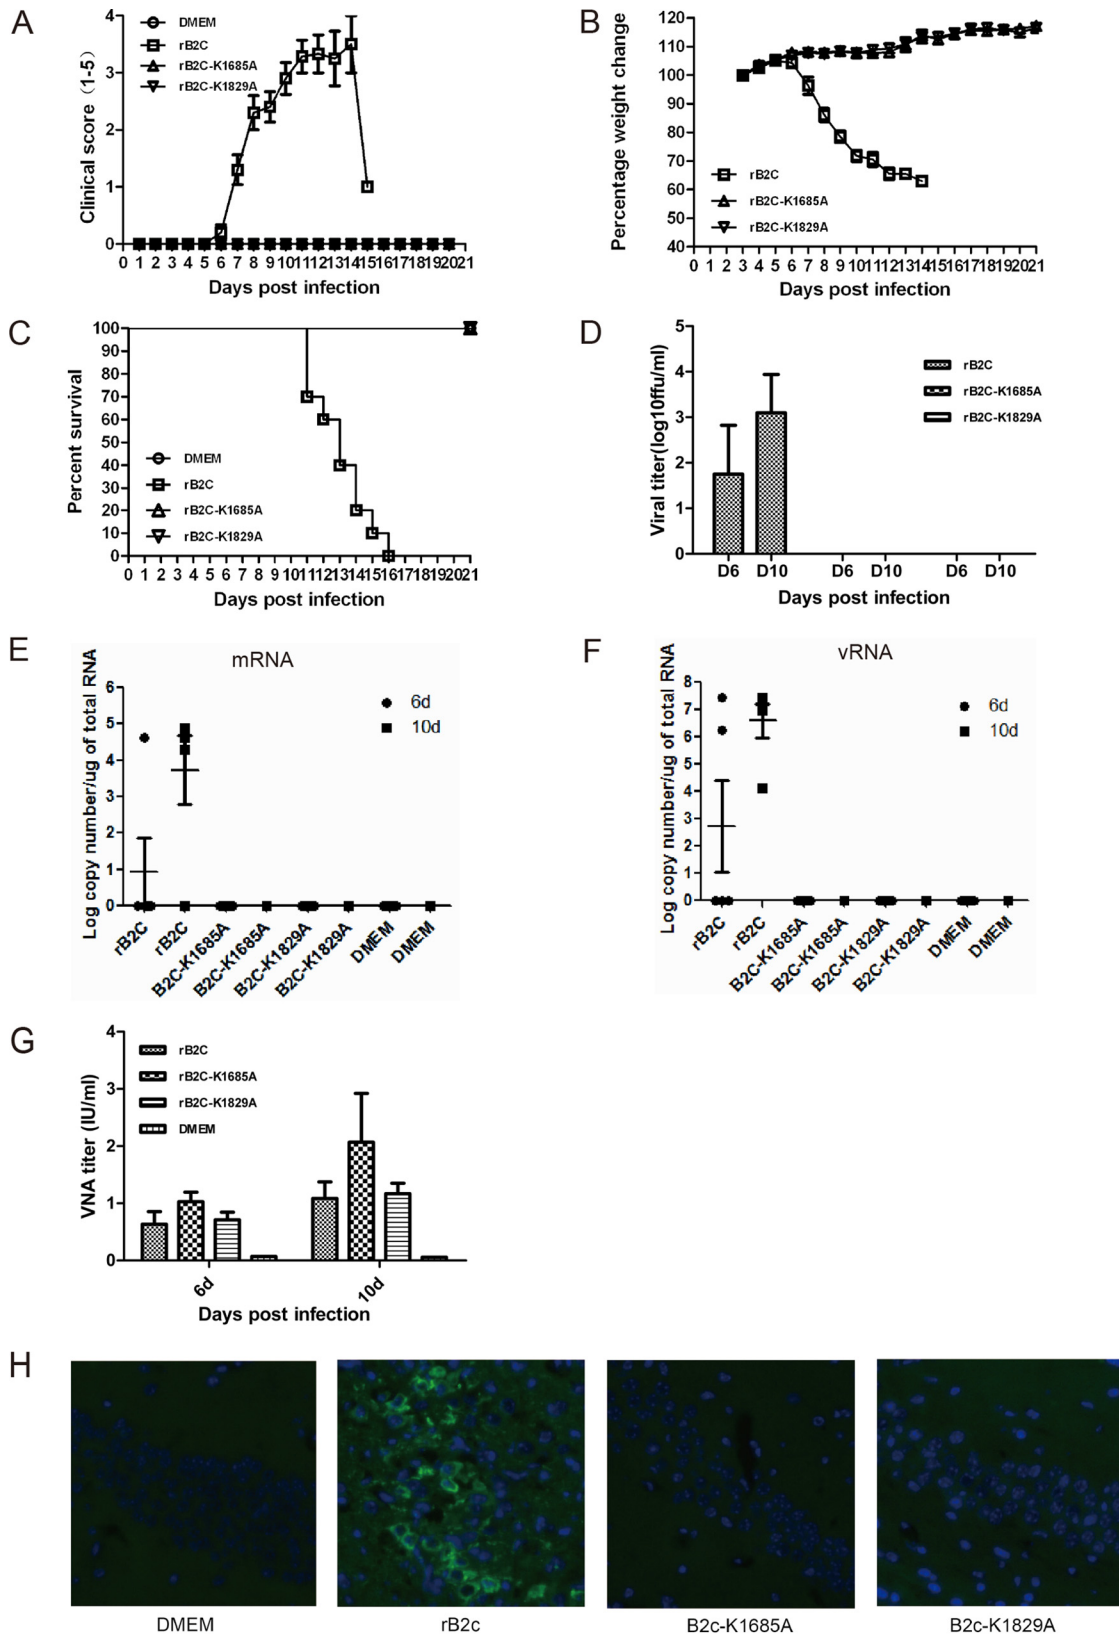 A
Clinical score (1-5)
4
3
2
1
0
DMEM
rB2C
rB2C-K1685A
rB2C-K1829A
0 1 2 3 4 5 6 7 8 9 10 11 12 13 14 15 16 17 18 19 20 21
Days post infection
B
Percentage weight change
120
110
100
90
80
70
60
50
40
rB2C
rB2C-K1685A
rB2C-K1829A
0 1 2 3 4 5 6 7 8 9 10 11 12 13 14 15 16 17 18 19 20 21
Days post infection
C
Percent survival
100
90
80
70
60
50
40
30
20
10
0
DMEM
rB2C
rB2C-K1685A
rB2C-K1829A
0 1 2 3 4 5 6 7 8 9 10 11 12 13 14 15 16 17 18 19 20 21
Days post infection
D
Viral titer(log10ffu/ml)
5
4
3
2
1
0
rB2C
rB2C-K1685A
rB2C-K1829A
D6 D10 D6 D10 D6 D10
Days post infection
E
mRNA
Log copy number/ug of total RNA
6
5
4
3
2
1
0
6d
10d
rB2C
rB2C
B2C-K1685A
B2C-K1685A
B2C-K1829A
B2C-K1829A
DMEM
DMEM
F
vRNA
Log copy number/ug of total RNA
8
7
6
5
4
3
2
1
0
6d
10d
rB2C
rB2C
B2C-K1685A
B2C-K1685A
B2C-K1829A
B2C-K1829A
DMEM
DMEM
G
VNA titer (IU/ml)
4
3
2
1
0
rB2C
rB2C-K1685A
rB2C-K1829A
DMEM
6d
10d
Days post infection
H
DMEM
rB2c
B2c-K1685A
B2c-K1829A